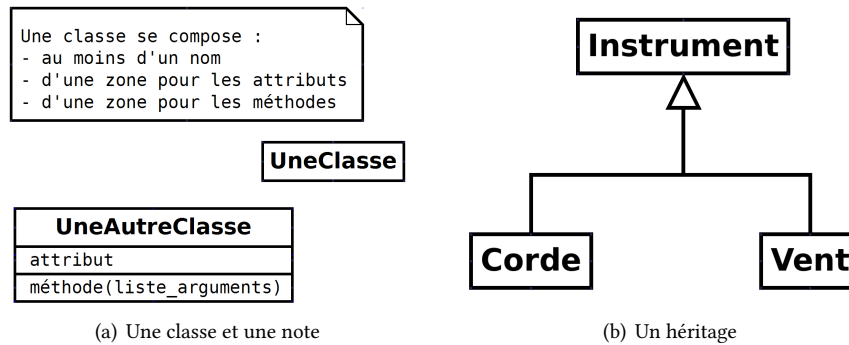 Une classe se compose :
- au moins d'un nom
- d'une zone pour les attributs
- d'une zone pour les méthodes
UneClasse
UneAutreClasse
attribut
méthode(liste_arguments)
(a) Une classe et une note
Instrument
Corde
Vent
(b) Un héritage